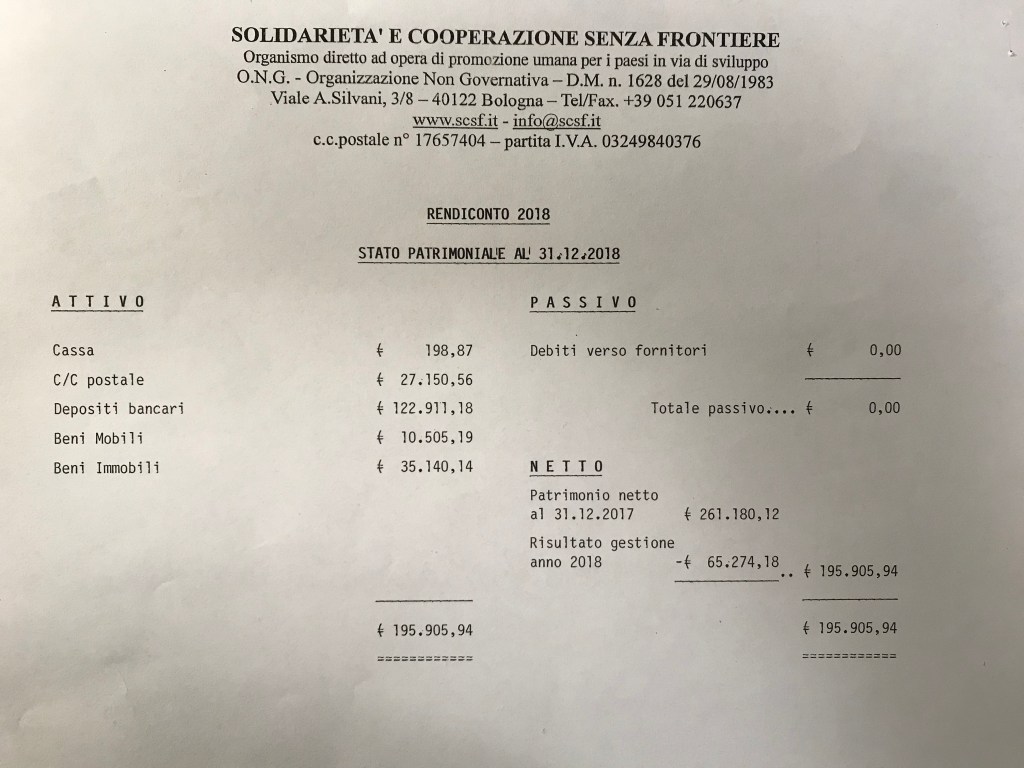 SOLIDARIETA' E COOPERAZIONE SENZA FRONTIERE
Organismo diretto ad opera di promozione umana per i paesi in via di sviluppo
O.N.G. - Organizzazione Non Governativa – D.M. n. 1628 del 29/08/1983
Viale A.Silvani, 3/8 – 40122 Bologna – Tel/Fax. +39 051 220637
www.scsf.it - info@scsf.it
c.c.postale n° 17657404 – partita I.V.A. 03249840376
RENDICONTO 2018
STATO PATRIMONIALE AL 31.12.2018
A T T I V O
Cassa € 198,87
C/C postale € 27.150,56
Depositi bancari € 122.911,18
Beni Mobili € 10.505,19
Beni Immobili € 35.140,14
€ 195.905,94
============
P A S S I V O
Debiti verso fornitori € 0,00
Totale passivo.... € 0,00
N E T T O
Patrimonio netto
al 31.12.2017 € 261.180,12
Risultato gestione
anno 2018 -€ 65.274,18.. € 195.905,94
€ 195.905,94
============